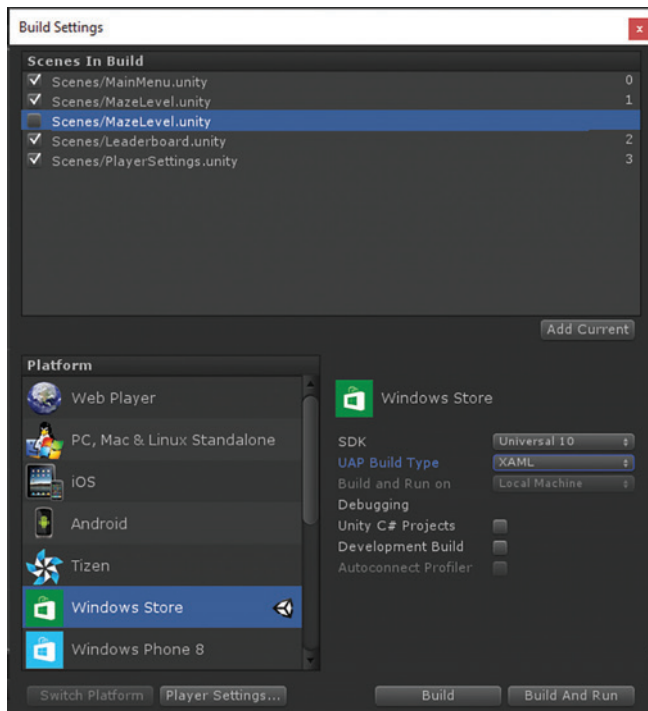 Build Settings
x
Scenes In Build
Scenes/MainMenu.unity 0
Scenes/MazeLevel.unity 1
Scenes/MazeLevel.unity
Scenes/Leaderboard.unity 2
Scenes/PlayerSettings.unity 3
Add Current
Platform
Web Player
PC, Mac & Linux Standalone
iOS
Android
Tizen
Windows Store
Windows Phone 8
Windows Store
SDK Universal 10
UAP Build Type XAML
Build and Run on Local Machine
Debugging
Unity C# Projects
Development Build
Autoconnect Profiler
Switch Platform Player Settings... Build Build And Run